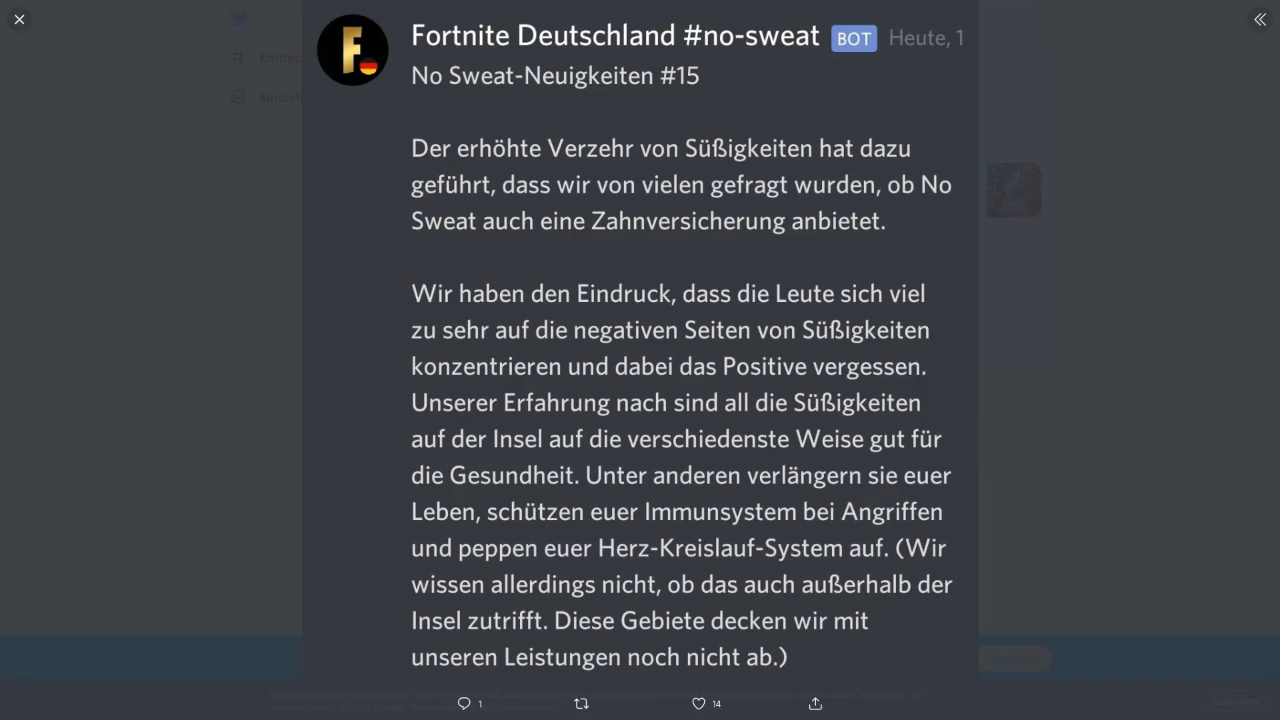 Fortnite Deutschland #no-sweat BOT Heute, 1
No Sweat-Neuigkeiten #15
Der erhöhte Verzehr von Süßigkeiten hat dazu
geführt, dass wir von vielen gefragt wurden, ob No
Sweat auch eine Zahnversicherung anbietet.
Wir haben den Eindruck, dass die Leute sich viel
zu sehr auf die negativen Seiten von Süßigkeiten
konzentrieren und dabei das Positive vergessen.
Unserer Erfahrung nach sind all die Süßigkeiten
auf der Insel auf die verschiedenste Weise gut für
die Gesundheit. Unter anderen verlängern sie euer
Leben, schützen euer Immunsystem bei Angriffen
und peppen euer Herz-Kreislauf-System auf. (Wir
wissen allerdings nicht, ob das auch außerhalb der
Insel zutrifft. Diese Gebiete decken wir mit
unseren Leistungen noch nicht ab.)
1 14